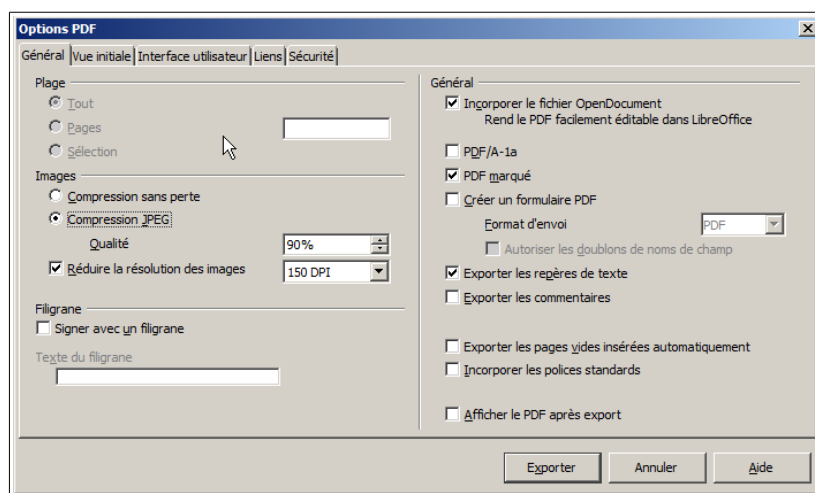 Options PDF
Général Vue initiale Interface utilisateur Liens Sécurité
Plage
Tout
Pages
Sélection
Images
Compression sans perte
Compression JPEG
Qualité 90%
Réduire la résolution des images 150 DPI
Filigrane
Signer avec un filigrane
Texte du filigrane
Général
Incorporer le fichier OpenDocument
Rend le PDF facilement éditable dans LibreOffice
PDF/A-1a
PDF marqué
Créer un formulaire PDF
Format d'envoi PDF
Autoriser les doublons de noms de champ
Exporter les repères de texte
Exporter les commentaires
Exporter les pages vides insérées automatiquement
Incorporer les polices standards
Afficher le PDF après export
Exporter Annuler Aide